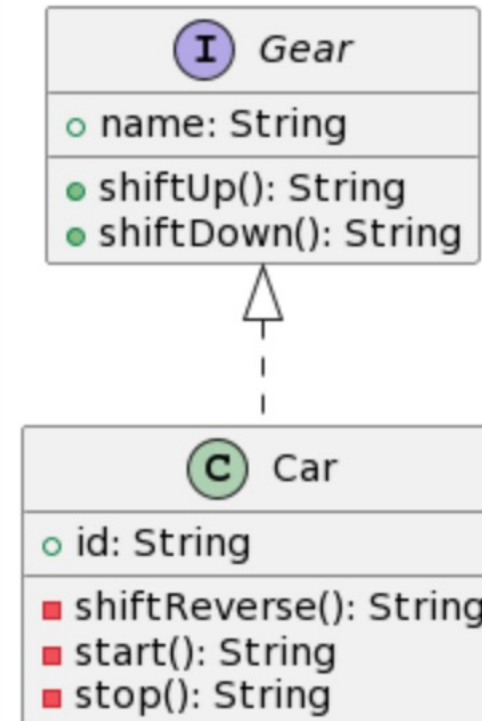 I Gear
name: String
shiftUp(): String
shiftDown(): String
C Car
id: String
shiftReverse(): String
start(): String
stop(): String